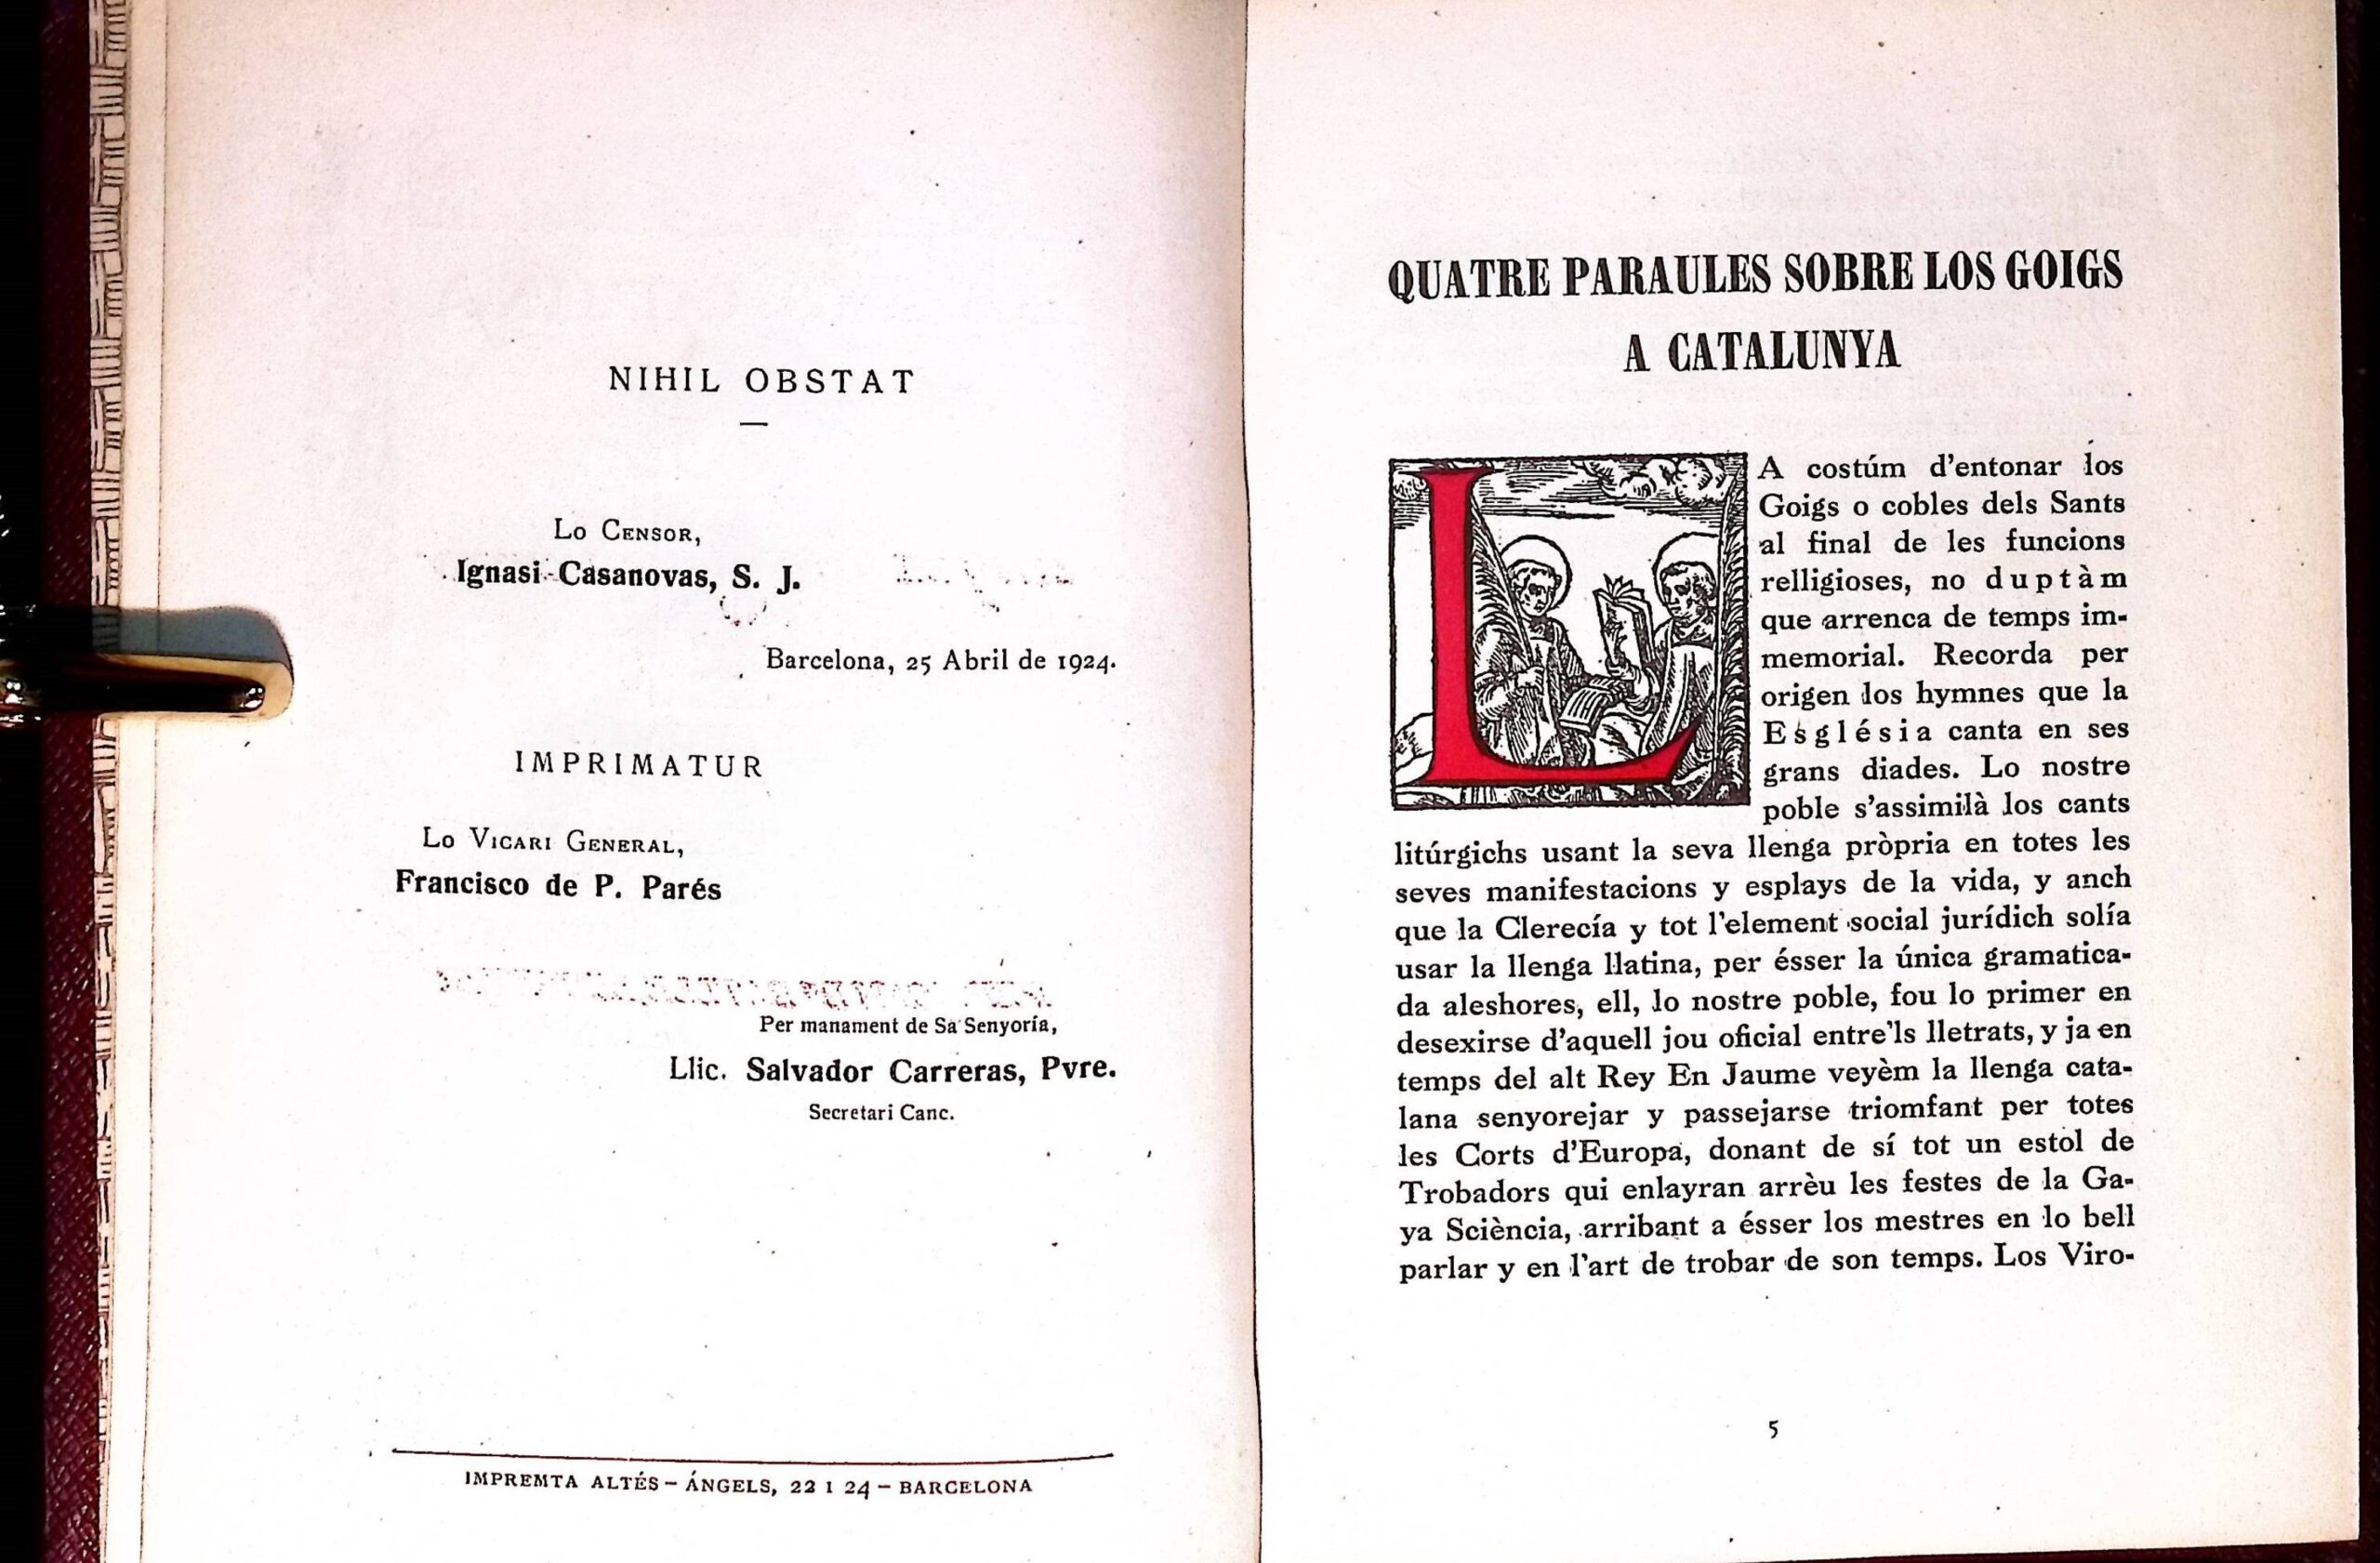 NIHIL OBSTAT
Lo Censor,
Ignasi Casanovas, S. J.
Barcelona, 25 Abril de 1924.
IMPRIMATUR
Lo Vicari General,
Francisco de P. Parés
Per manament de Sa Senyoría,
Llic. Salvador Carreras, Pvre.
Secretari Canc.
IMPREMTA ALTÉS – ÁNGELS, 22 I 24 – BARCELONA
QUATRE PARAULES SOBRE LOS GOIGS
A CATALUNYA
LA costúm d'entonar los
Goigs o cobles dels Sants
al final de les funcions
relligioses, no duptàm
que arrenca de temps im-
memorial. Recorda per
origen los hymnes que la
Església canta en ses
grans diades. Lo nostre
poble s'assimilà los cants
litúrgichs usant la seva llenga pròpria en totes les
seves manifestacions y esplays de la vida, y anch
que la Clerecía y tot l'element social jurídich solía
usar la llenga llatina, per ésser la única gramatica-
da aleshores, ell, lo nostre poble, fou lo primer en
desexirse d'aquell jou oficial entre'ls lletrats, y ja en
temps del alt Rey En Jaume veyèm la llenga cata-
lana senyorejar y passejarse triomfant per totes
les Corts d'Europa, donant de sí tot un estol de
Trobadors qui enlayran arrèu les festes de la Ga-
ya Sciència, arribant a ésser los mestres en lo bell
parlar y en l'art de trobar de son temps. Los Viro-
5